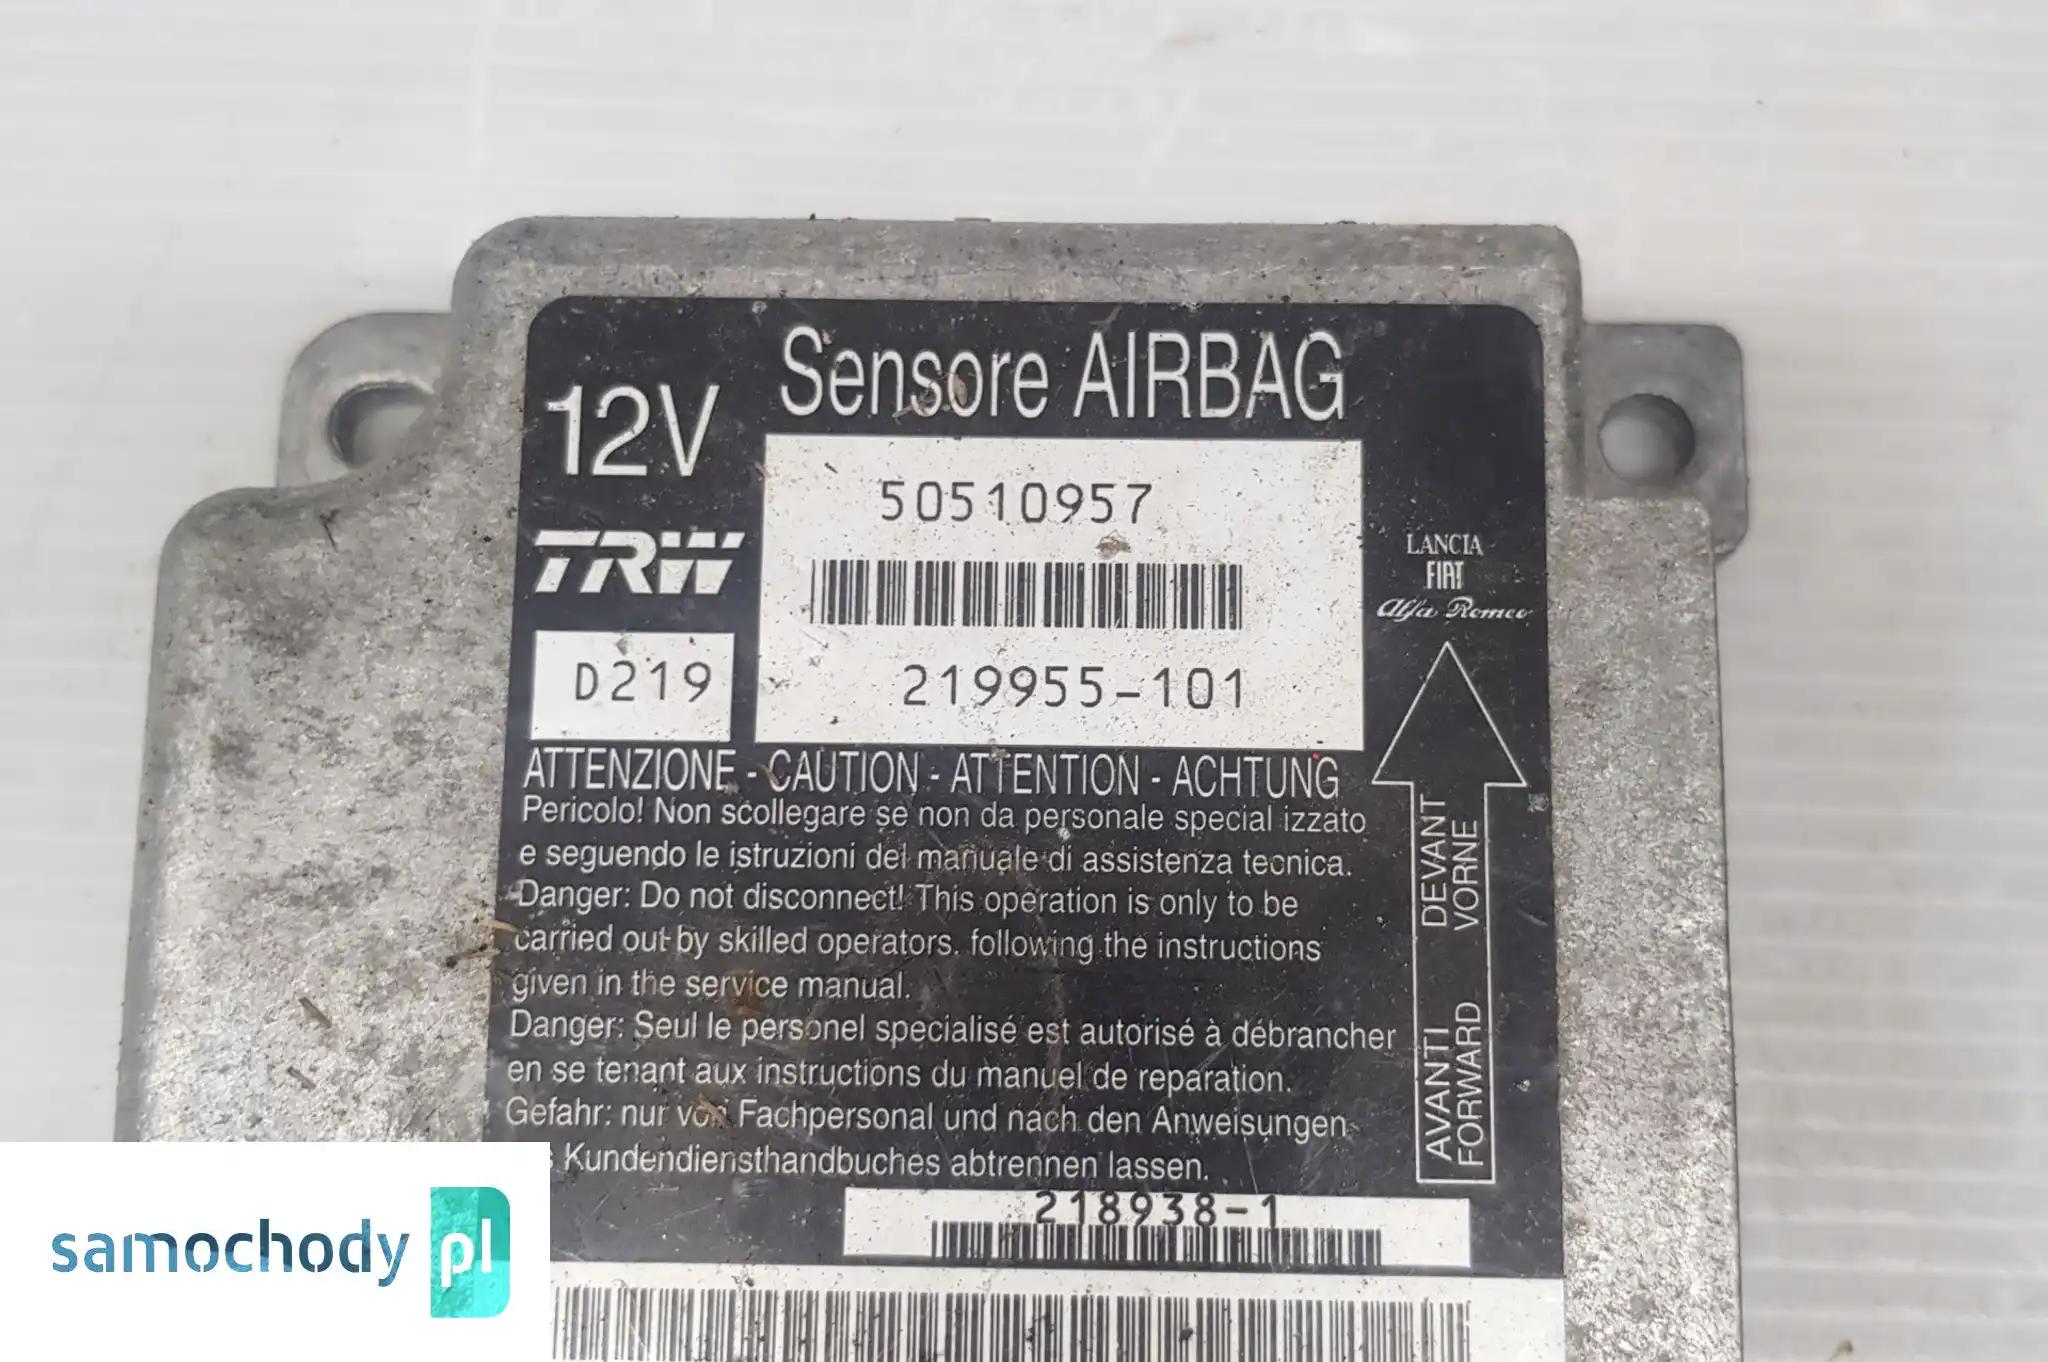 Sensore AIRBAG
12V
50510957
TRW
LANCIA
FIAT
Alfa Romeo
D219
219955-101
ATTENZIONE - CAUTION - ATTENTION - ACHTUNG
Pericolo! Non scollegare se non da personale special izzato
e seguendo le istruzioni del manuale di assistenza tecnica.
Danger: Do not disconnect! This operation is only to be
carried out by skilled operators. following the instructions
given in the service manual.
Danger: Seul le personel specialisé est autorisé à débrancher
en se tenant aux instructions du manuel de reparation.
Gefahr: nur von Fachpersonal und nach den Anweisungen
Kundendiensthandbuches abtrennen lassen.
DEVANT
VORNE
AVANTI
FORWARD
218938-1
samochody pl